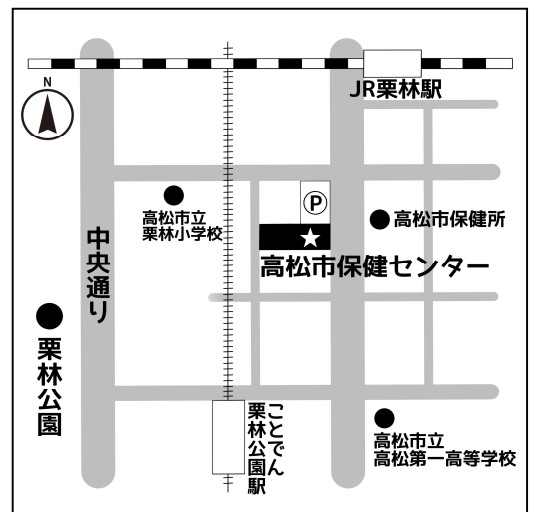 JR栗林駅
N
P
高松市立
栗林小学校
高松市保健所
中央通り
高松市保健センター
栗林公園
ことでん
栗林公園駅
高松市立
高松第一高等学校